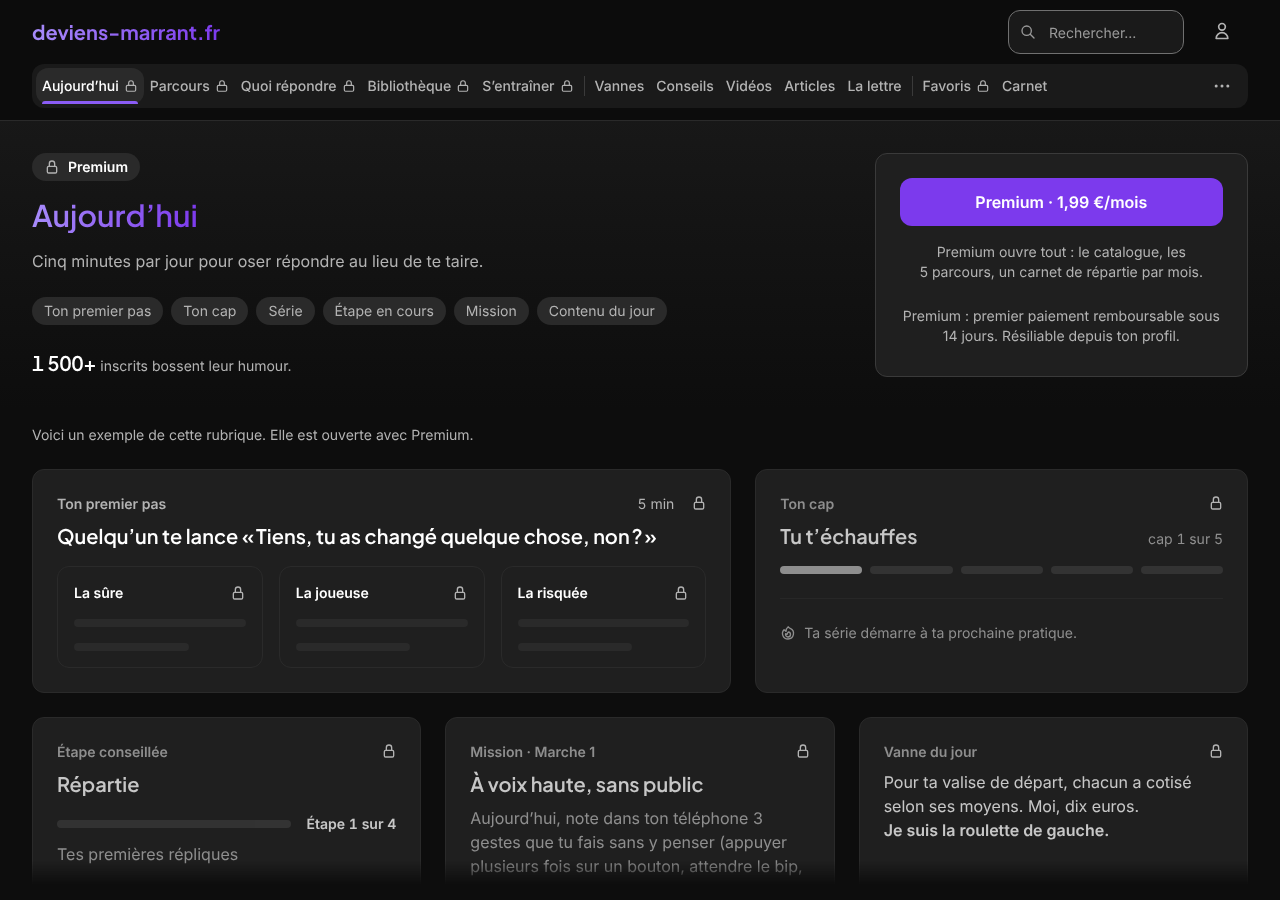 deviens-marrant.fr
Rechercher...
Aujourd’hui Parcours Quoi répondre Bibliothèque S’entraîner Vannes Conseils Vidéos Articles La lettre Favoris Carnet
Premium
Aujourd’hui
Cinq minutes par jour pour oser répondre au lieu de te taire.
Ton premier pas Ton cap Série Étape en cours Mission Contenu du jour
1 500+ inscrits bossent leur humour.
Premium · 1,99 €/mois
Premium ouvre tout : le catalogue, les
5 parcours, un carnet de répartie par mois.
Premium : premier paiement remboursable sous
14 jours. Résiliable depuis ton profil.
Voici un exemple de cette rubrique. Elle est ouverte avec Premium.
Ton premier pas 5 min
Quelqu’un te lance « Tiens, tu as changé quelque chose, non ? »
La sûre La joueuse La risquée
Ton cap
Tu t’échauffes cap 1 sur 5
Ta série démarre à ta prochaine pratique.
Étape conseillée
Répartie
Étape 1 sur 4
Tes premières répliques
Mission · Marche 1
À voix haute, sans public
Aujourd’hui, note dans ton téléphone 3
gestes que tu fais sans y penser (appuyer
plusieurs fois sur un bouton, attendre le bip,
Vanne du jour
Pour ta valise de départ, chacun a cotisé
selon ses moyens. Moi, dix euros.
Je suis la roulette de gauche.